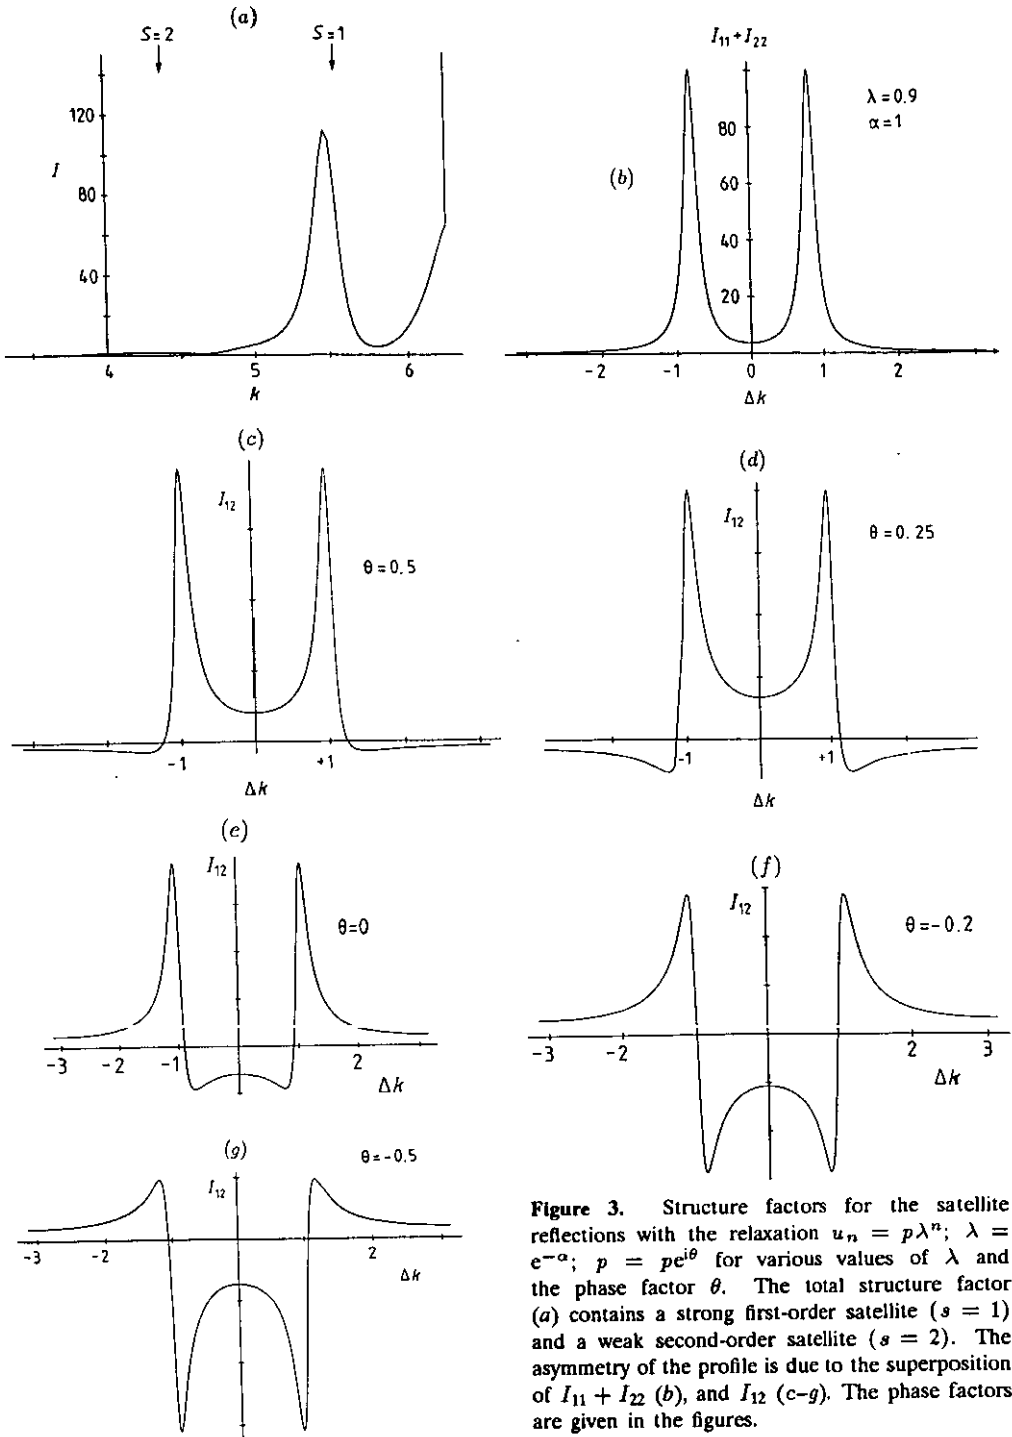 (a)
S=2
S=1
I
120
80
40
4
5
6
k
I₁₁+I₂₂
λ=0.9
α=1
(b)
80
60
40
20
-2
-1
0
1
2
Δk
(c)
I₁₂
θ=0.5
-1
+1
Δk
(d)
I₁₂
θ=0.25
-1
+1
Δk
(e)
I₁₂
θ=0
-3
-2
-1
2
Δk
(f)
I₁₂
θ=-0.2
-3
-2
2
3
Δk
(g)
I₁₂
θ=-0.5
-3
-2
2
Δk
Figure 3. Structure factors for the satellite
reflections with the relaxation uₙ = pλⁿ; λ =
e^{-α}; p = pe^{iθ} for various values of λ and
the phase factor θ. The total structure factor
(a) contains a strong first-order satellite (s = 1)
and a weak second-order satellite (s = 2). The
asymmetry of the profile is due to the superposition
of I₁₁ + I₂₂ (b), and I₁₂ (c–g). The phase factors
are given in the figures.